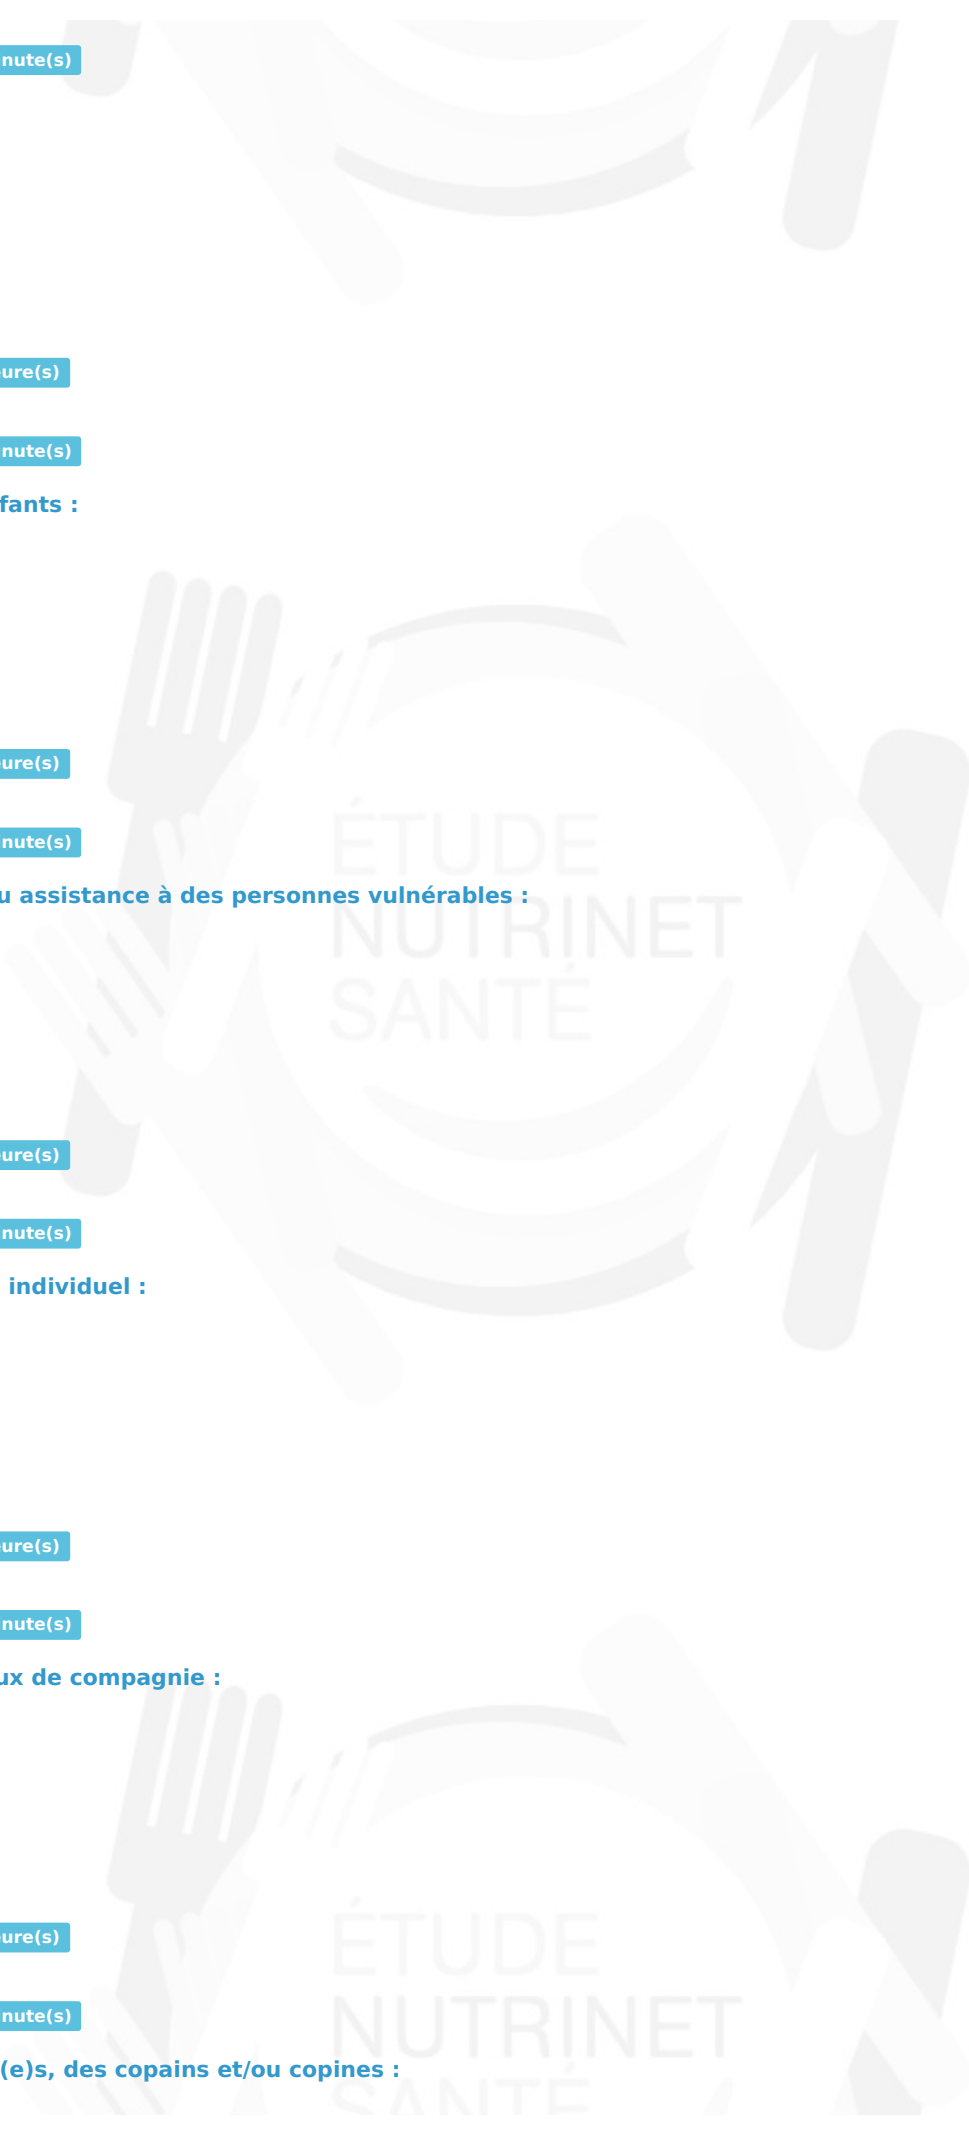 nute(s)
ure(s)
nute(s)
fants :
ure(s)
nute(s)
ÉTUDE
u assistance à des personnes vulnérables :
NUTRINET
SANTÉ
ure(s)
nute(s)
individuel :
ure(s)
nute(s)
ux de compagnie :
ÉTUDE
ure(s)
nute(s)
NUTRINET
(e)s, des copains et/ou copines :
SANTÉ